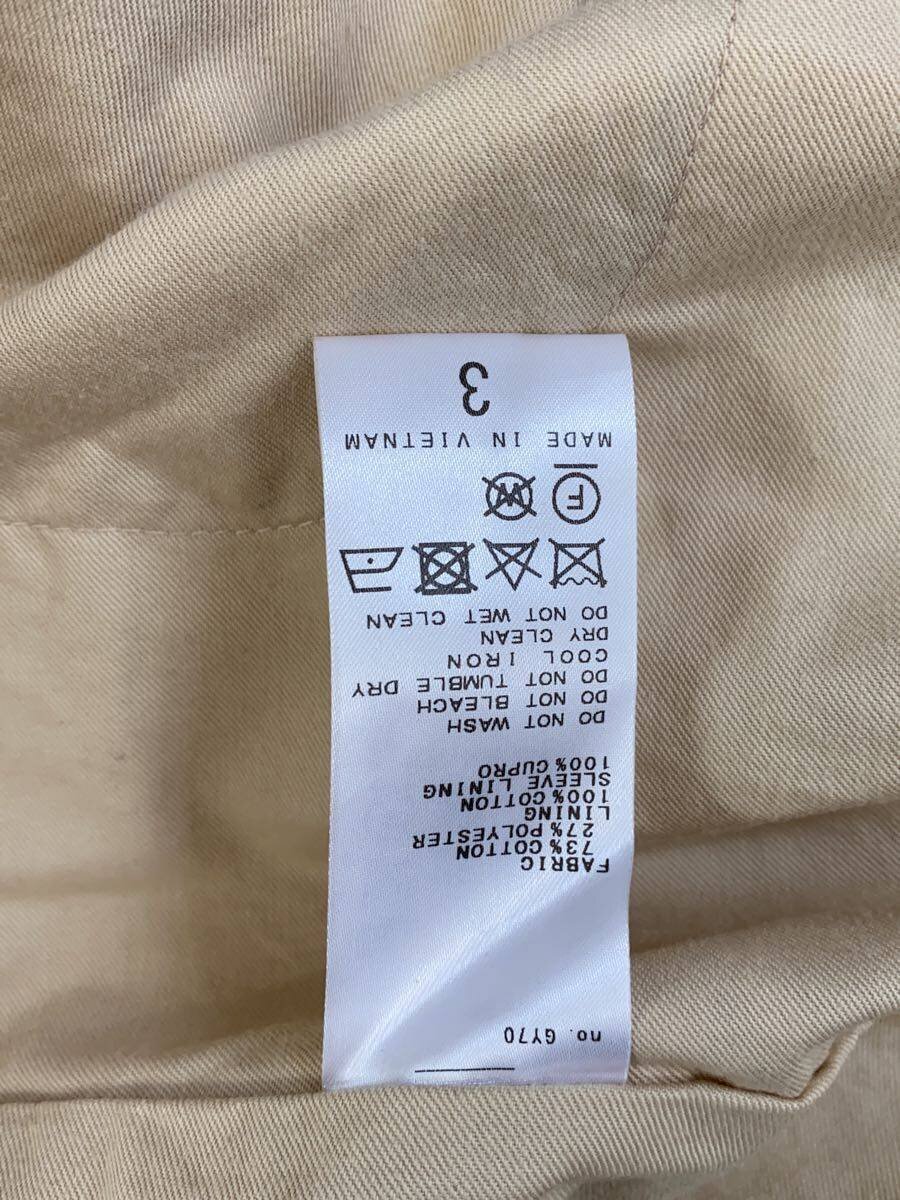 no. GY70
FABRIC
73% COTTON
27% POLYESTER
LINING
100% COTTON
SLEEVE LINING
100% CUPRO
DO NOT WASH
DO NOT BLEACH
DO NOT TUMBLE DRY
COOL IRON
DRY CLEAN
DO NOT WET CLEAN
F W
MADE IN VIETNAM
3